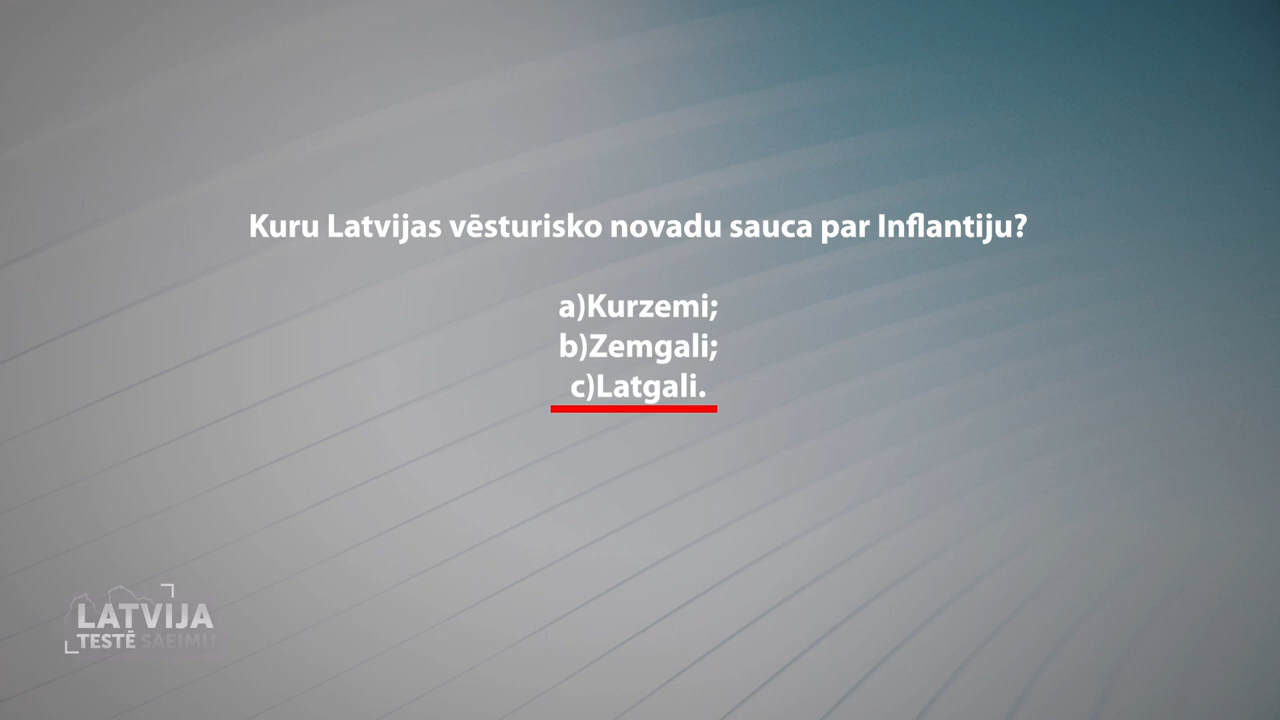 Kuru Latvijas vēsturisko novadu sauca par Inflantiju?
a)Kurzemi;
b)Zemgali;
c)Latgali.
LATVIJA
TESTĒ SAEIMU